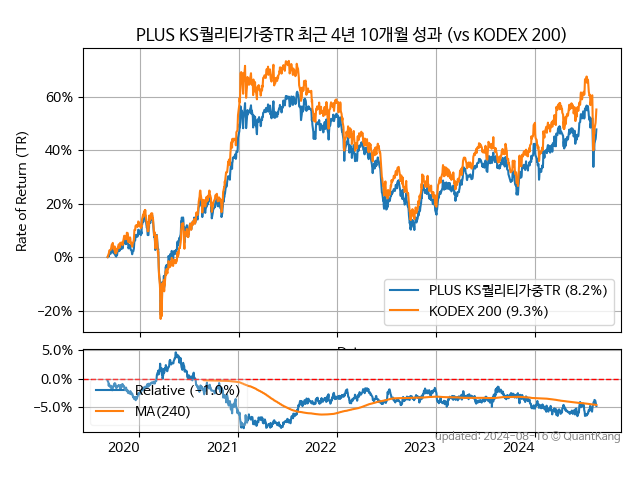 PLUS KS퀄리티가중TR 최근 4년 10개월 성과 (vs KODEX 200)
60%
40%
20%
0%
−20%
Rate of Return (TR)
PLUS KS퀄리티가중TR (8.2%)
KODEX 200 (9.3%)
5.0%
0.0%
−5.0%
Relative (−1.0%)
MA(240)
2020 2021 2022 2023 2024
updated: 2024-08-16 © QuantKang